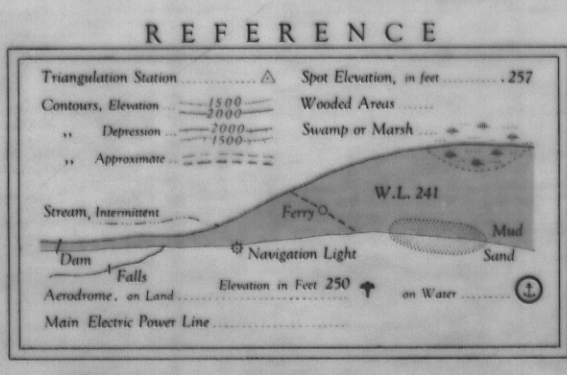 REFERENCE
Triangulation Station
Spot Elevation, in feet .257
Contours, Elevation 1500
2000
Wooded Areas
,, Depression 2000
1500
Swamp or Marsh
,, Approximate
W.L. 241
Stream, Intermittent
Ferry
Mud
Dam
Navigation Light
Sand
Falls
Aerodrome, on Land Elevation in Feet 250
on Water
Main Electric Power Line